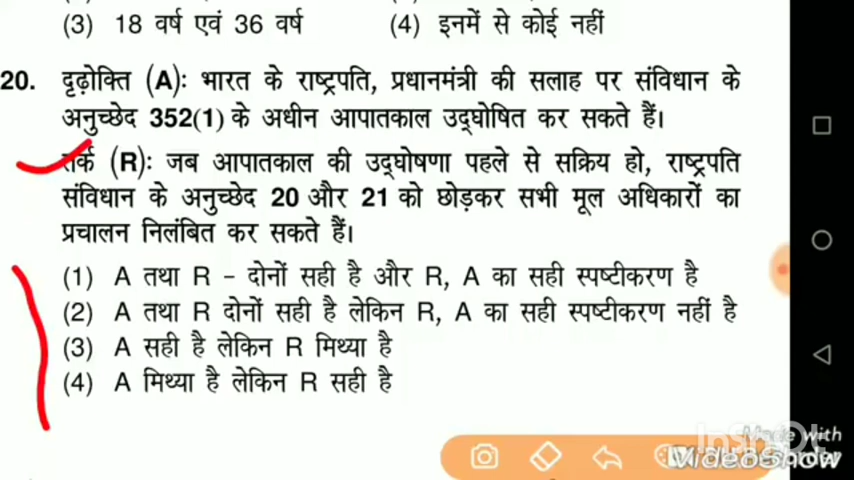 (3) 18 वर्ष एवं 36 वर्ष (4) इनमें से कोई नहीं
20. दृढ़ोक्ति (A): भारत के राष्ट्रपति, प्रधानमंत्री की सलाह पर संविधान के
अनुच्छेद 352(1) के अधीन आपातकाल उद्घोषित कर सकते हैं।
तर्क (R): जब आपातकाल की उद्घोषणा पहले से सक्रिय हो, राष्ट्रपति
संविधान के अनुच्छेद 20 और 21 को छोड़कर सभी मूल अधिकारों का
प्रचालन निलंबित कर सकते हैं।
(1) A तथा R – दोनों सही है और R, A का सही स्पष्टीकरण है
(2) A तथा R दोनों सही है लेकिन R, A का सही स्पष्टीकरण नहीं है
(3) A सही है लेकिन R मिथ्या है
(4) A मिथ्या है लेकिन R सही है
Made with
InShOt
VideoShow